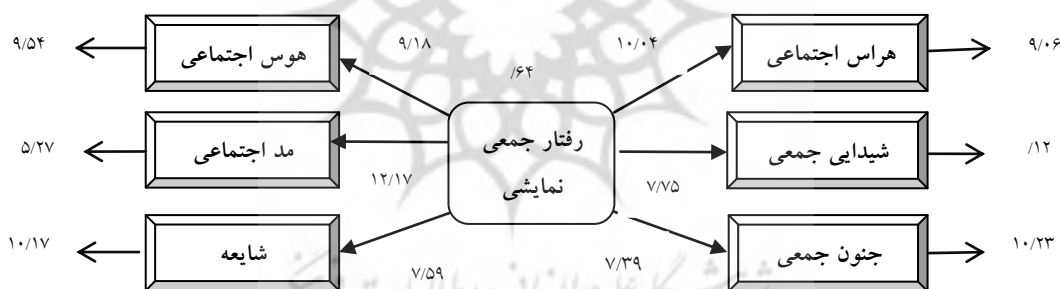 هراس اجتماعی
۹/۰۶
۱۰/۰۴
/۶۴
۹/۱۸
هوس اجتماعی
۹/۵۴
رفتار جمعی
نمایشی
شیدایی جمعی
/۱۲
۷/۷۵
مد اجتماعی
۵/۲۷
۱۲/۱۷
جنون جمعی
۱۰/۲۳
۷/۳۹
شایعه
۱۰/۱۷
۷/۵۹